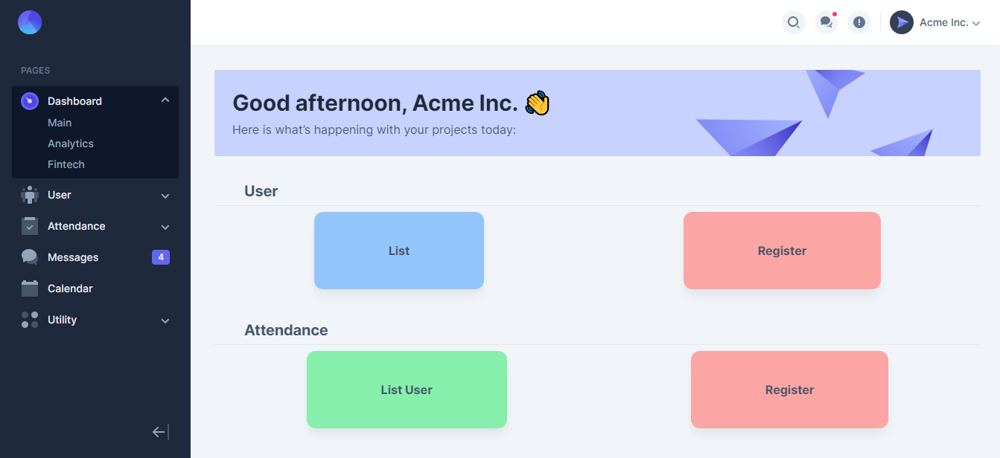 Acme Inc.
PAGES
Dashboard
Main
Analytics
Fintech
User
Attendance
Messages 4
Calendar
Utility
Good afternoon, Acme Inc. 👋
Here is what’s happening with your projects today:
User
List Register
Attendance
List User Register